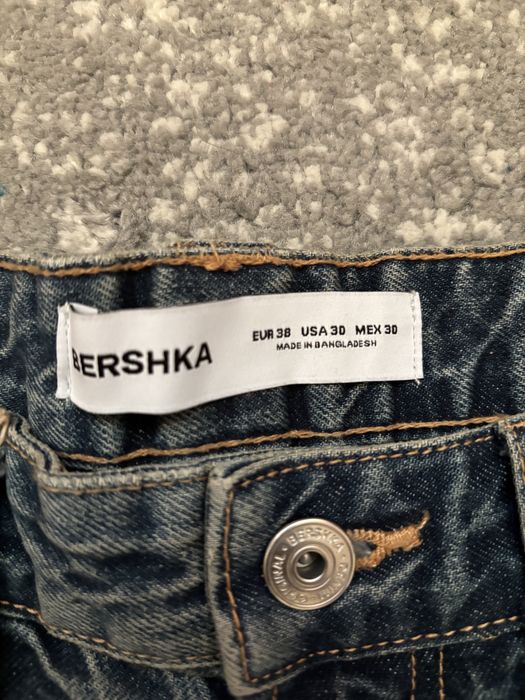 BERSHKA
EUR 38 USA 30 MEX 30
MADE IN BANGLADESH
BERSHKA